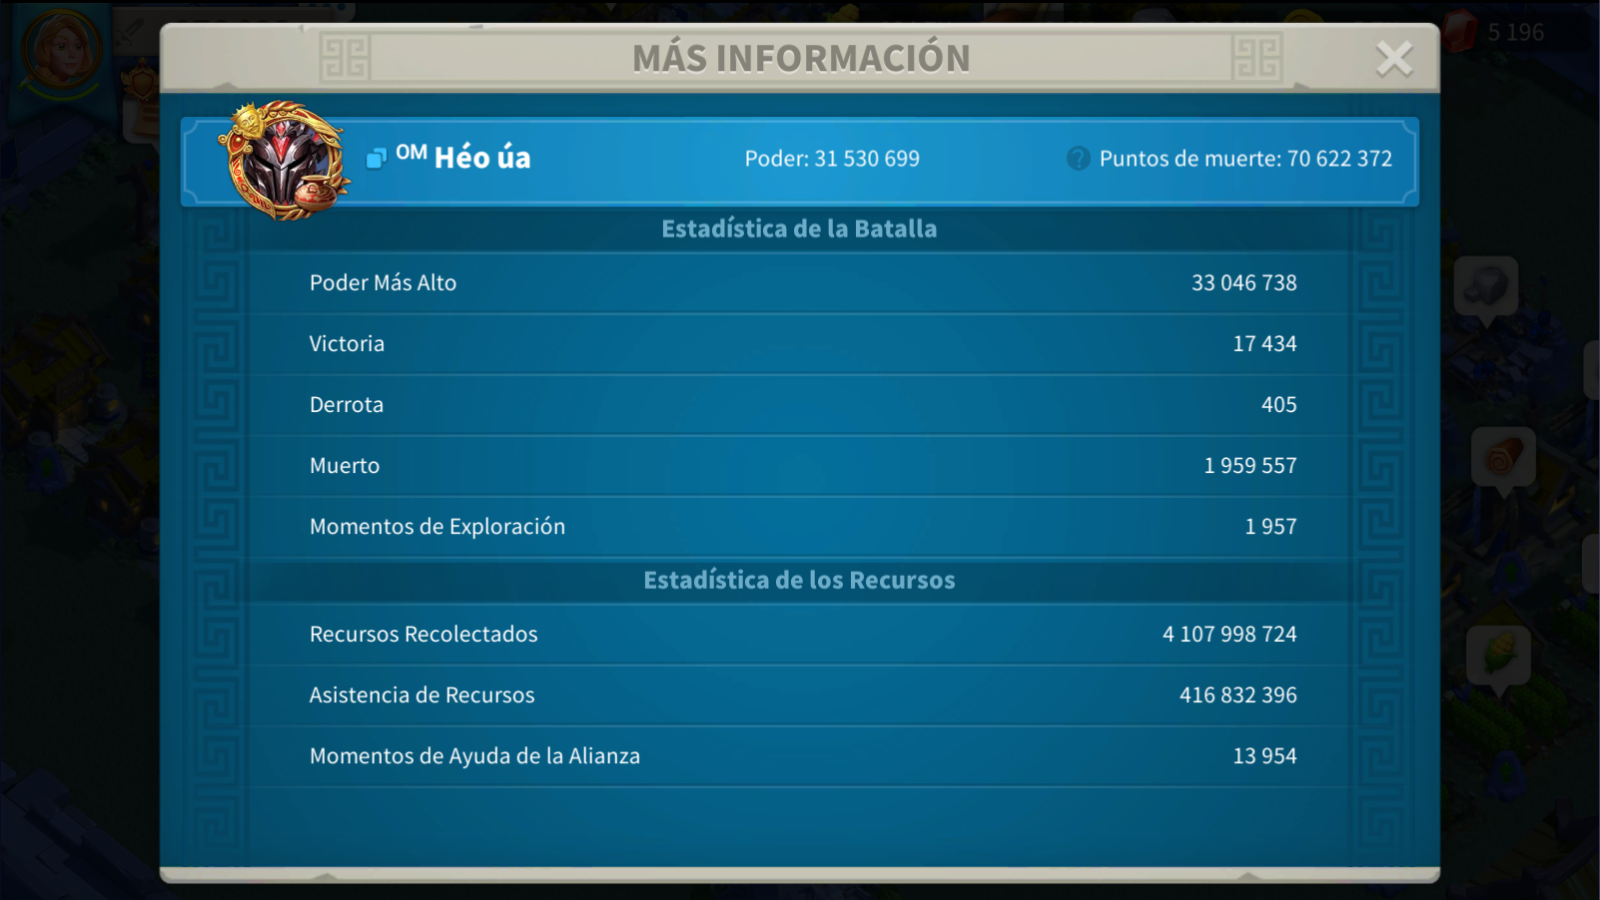 5 196
MÁS INFORMACIÓN
ᴼᴹ Héo úa
Poder: 31 530 699
? Puntos de muerte: 70 622 372
Estadística de la Batalla
Poder Más Alto 33 046 738
Victoria 17 434
Derrota 405
Muerto 1 959 557
Momentos de Exploración 1 957
Estadística de los Recursos
Recursos Recolectados 4 107 998 724
Asistencia de Recursos 416 832 396
Momentos de Ayuda de la Alianza 13 954